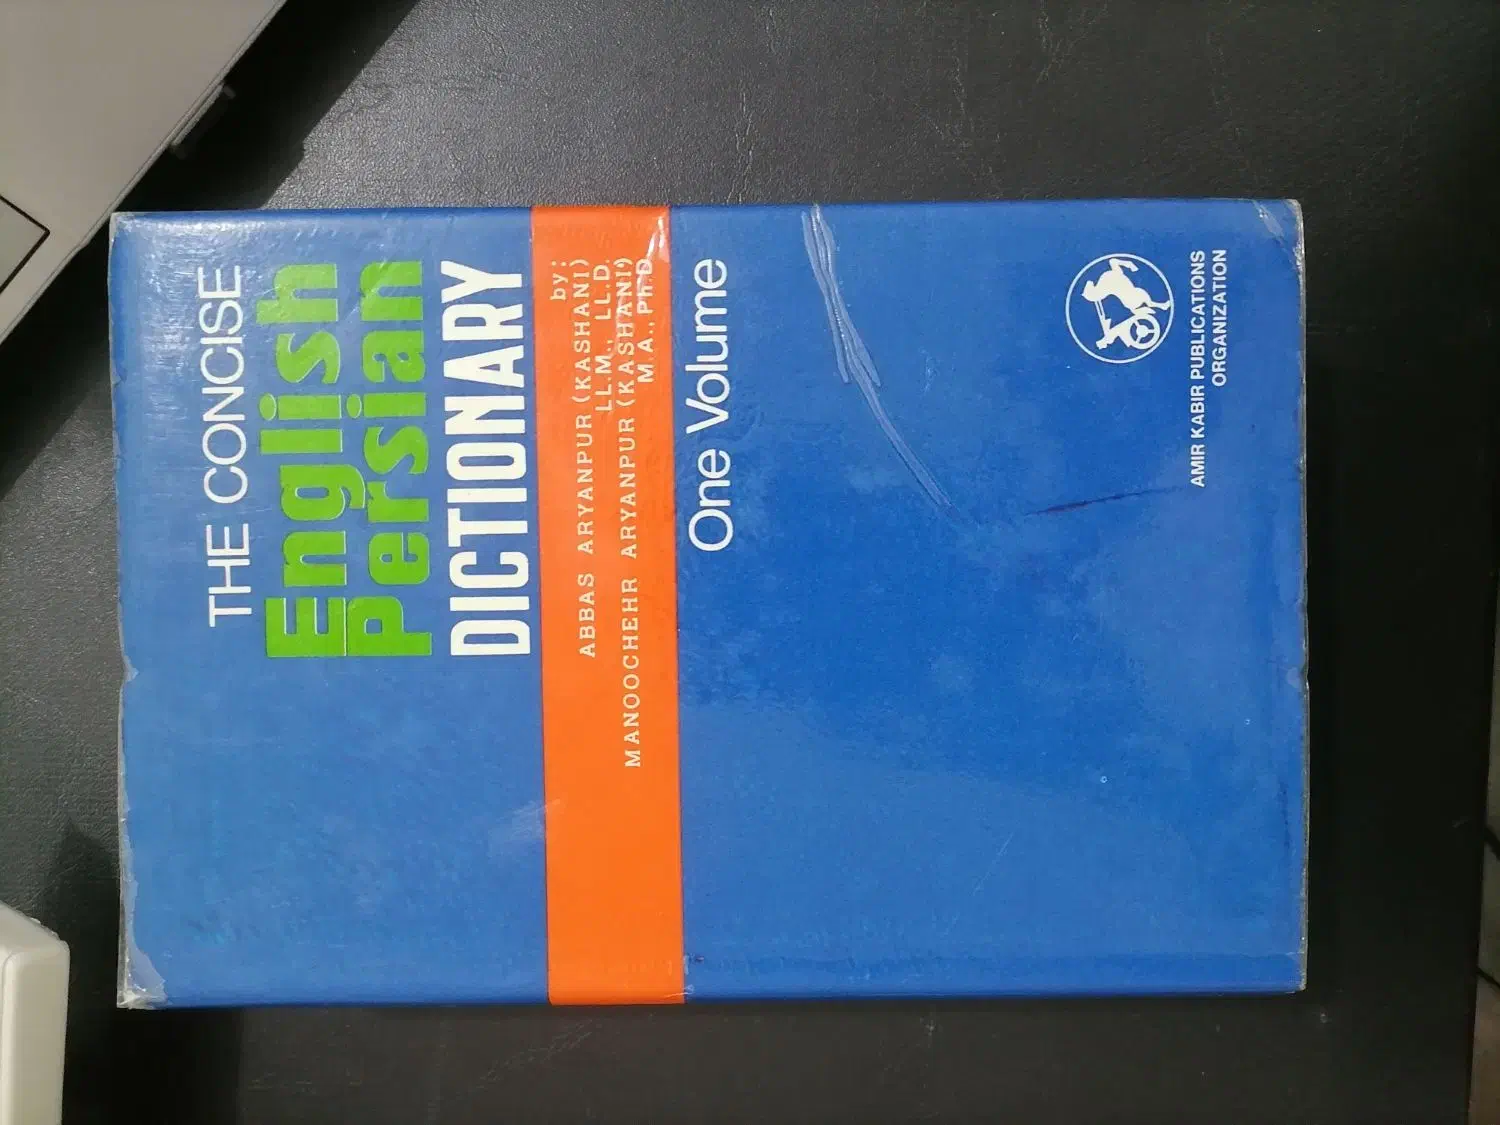 THE CONCISE
English
Persian
DICTIONARY
by:
ABBAS ARYANPUR (KASHANI)
LL.M., LL.D.
MANOOCHEHR ARYANPUR (KASHANI)
M.A., Ph.D
One Volume
AMIR KABIR PUBLICATIONS
ORGANIZATION